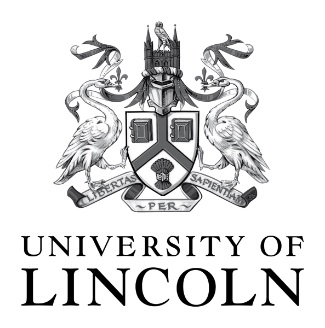 LIBERTAS PER SAPIENTIAM
UNIVERSITY OF
LINCOLN